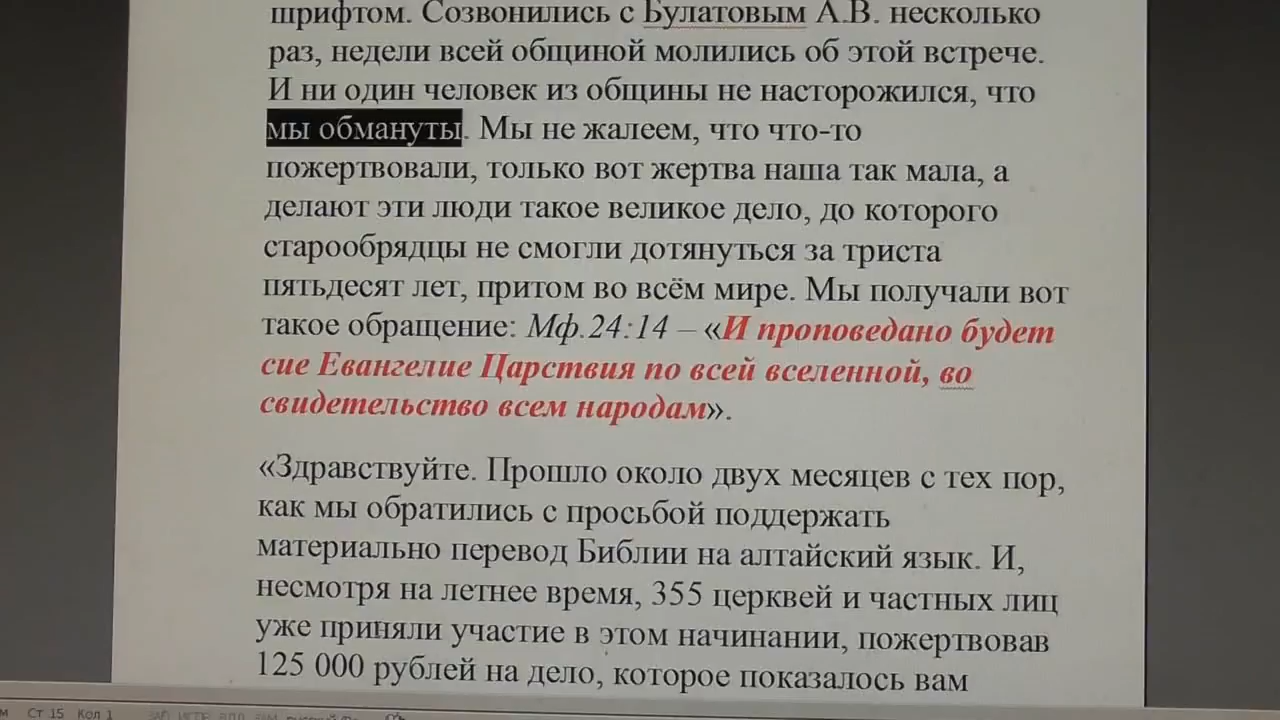 шрифтом. Созвонились с Булатовым А.В. несколько
раз, недели всей общиной молились об этой встрече.
И ни один человек из общины не насторожился, что
мы обмануты. Мы не жалеем, что что-то
пожертвовали, только вот жертва наша так мала, а
делают эти люди такое великое дело, до которого
старообрядцы не смогли дотянуться за триста
пятьдесят лет, притом во всём мире. Мы получали вот
такое обращение: Мф.24:14 – «И проповедано будет
сие Евангелие Царствия по всей вселенной, во
свидетельство всем народам».
«Здравствуйте. Прошло около двух месяцев с тех пор,
как мы обратились с просьбой поддержать
материально перевод Библии на алтайский язык. И,
несмотря на летнее время, 355 церквей и частных лиц
уже приняли участие в этом начинании, пожертвовав
125 000 рублей на дело, которое показалось вам
Ст 15 Кол 1